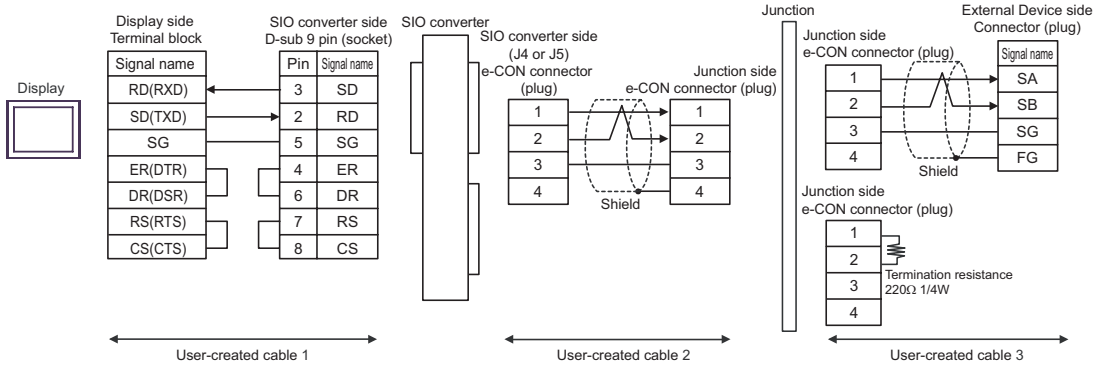 Display
Display side
Terminal block
Signal name
RD(RXD)
SD(TXD)
SG
ER(DTR)
DR(DSR)
RS(RTS)
CS(CTS)
SIO converter side
D-sub 9 pin (socket)
Pin Signal name
3 SD
2 RD
5 SG
4 ER
6 DR
7 RS
8 CS
User-created cable 1
SIO converter
SIO converter side
(J4 or J5)
e-CON connector
(plug)
1
2
3
4
Shield
Junction side
e-CON connector (plug)
1
2
3
4
User-created cable 2
Junction
Junction side
e-CON connector (plug)
1
2
3
4
Shield
External Device side
Connector (plug)
Signal name
SA
SB
SG
FG
Junction side
e-CON connector (plug)
1
2
3
4
Termination resistance
220Ω 1/4W
User-created cable 3